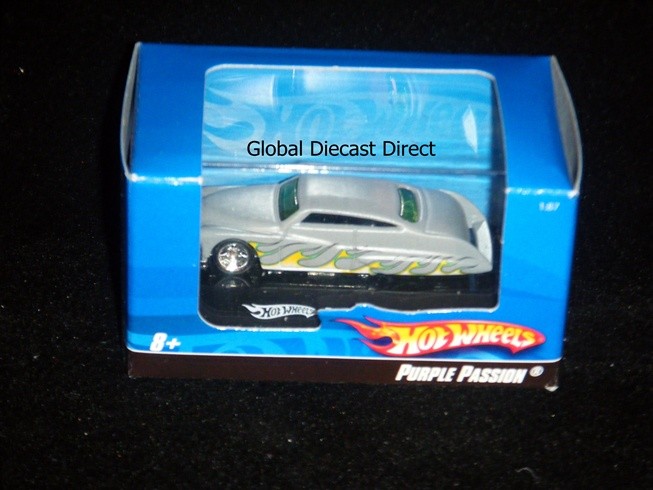 Global Diecast Direct
1:87
HOT WHEELS
8+
HOT WHEELS
PURPLE PASSION ®